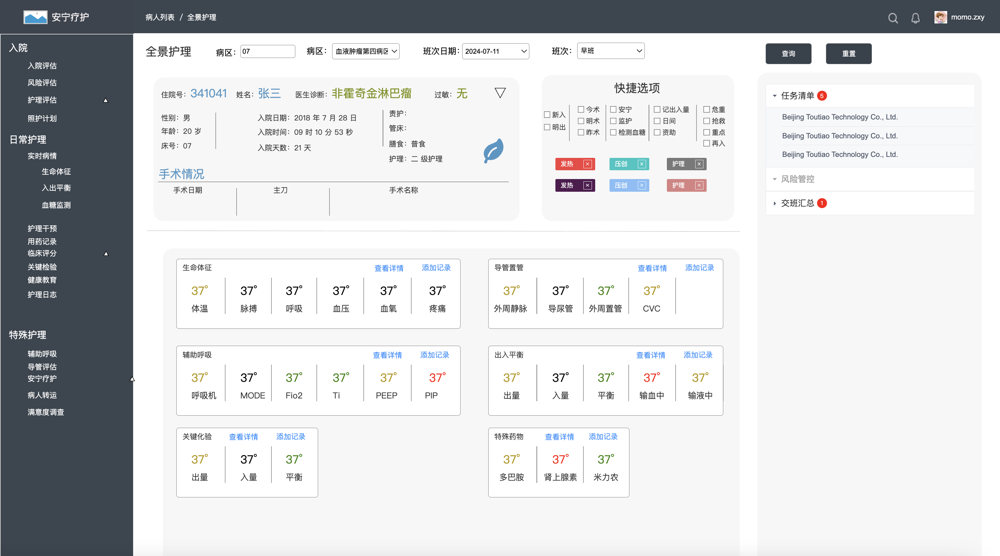 安宁疗护
病人列表 / 全景护理
momo.zxy
入院
入院评估
风险评估
护理评估
照护计划
日常护理
实时病情
生命体征
入出平衡
血糖监测
护理干预
用药记录
临床评分
关键检验
健康教育
护理日志
特殊护理
辅助呼吸
导管评估
安宁疗护
病人转运
满意度调查
全景护理 病区： 07 病区： 血液肿瘤第四病区 班次日期： 2024-07-11 班次： 早班 查询 重置
住院号：341041 姓名：张三 医生诊断：非霍奇金淋巴瘤 过敏：无
性别：男
年龄：20 岁
床号：07
入院日期：2018 年 7 月 28 日
入院时间：09 时 10 分 53 秒
入院天数：21 天
责护：
管床：
膳食：普食
护理：二 级护理
手术情况
手术日期 主刀 手术名称
快捷选项
新入
明出
今术
明术
昨术
安宁
监护
检测血糖
记出入量
日间
资助
危重
抢救
重点
再入
发热 压创 护理
发热 压创 护理
任务清单 5
Beijing Toutiao Technology Co., Ltd.
Beijing Toutiao Technology Co., Ltd.
Beijing Toutiao Technology Co., Ltd.
风险管控
交班汇总 1
生命体征 查看详情 添加记录
37° 37° 37° 37° 37° 37°
体温 脉搏 呼吸 血压 血氧 疼痛
导管置管 查看详情 添加记录
37° 37° 37° 37°
外周静脉 导尿管 外周置管 CVC
辅助呼吸 查看详情 添加记录
37° 37° 37° 37° 37° 37°
呼吸机 MODE Fio2 Ti PEEP PIP
出入平衡 查看详情 添加记录
37° 37° 37° 37° 37°
出量 入量 平衡 输血中 输液中
关键化验 查看详情 添加记录
37° 37° 37°
出量 入量 平衡
特殊药物 查看详情 添加记录
37° 37° 37°
多巴胺 肾上腺素 米力农